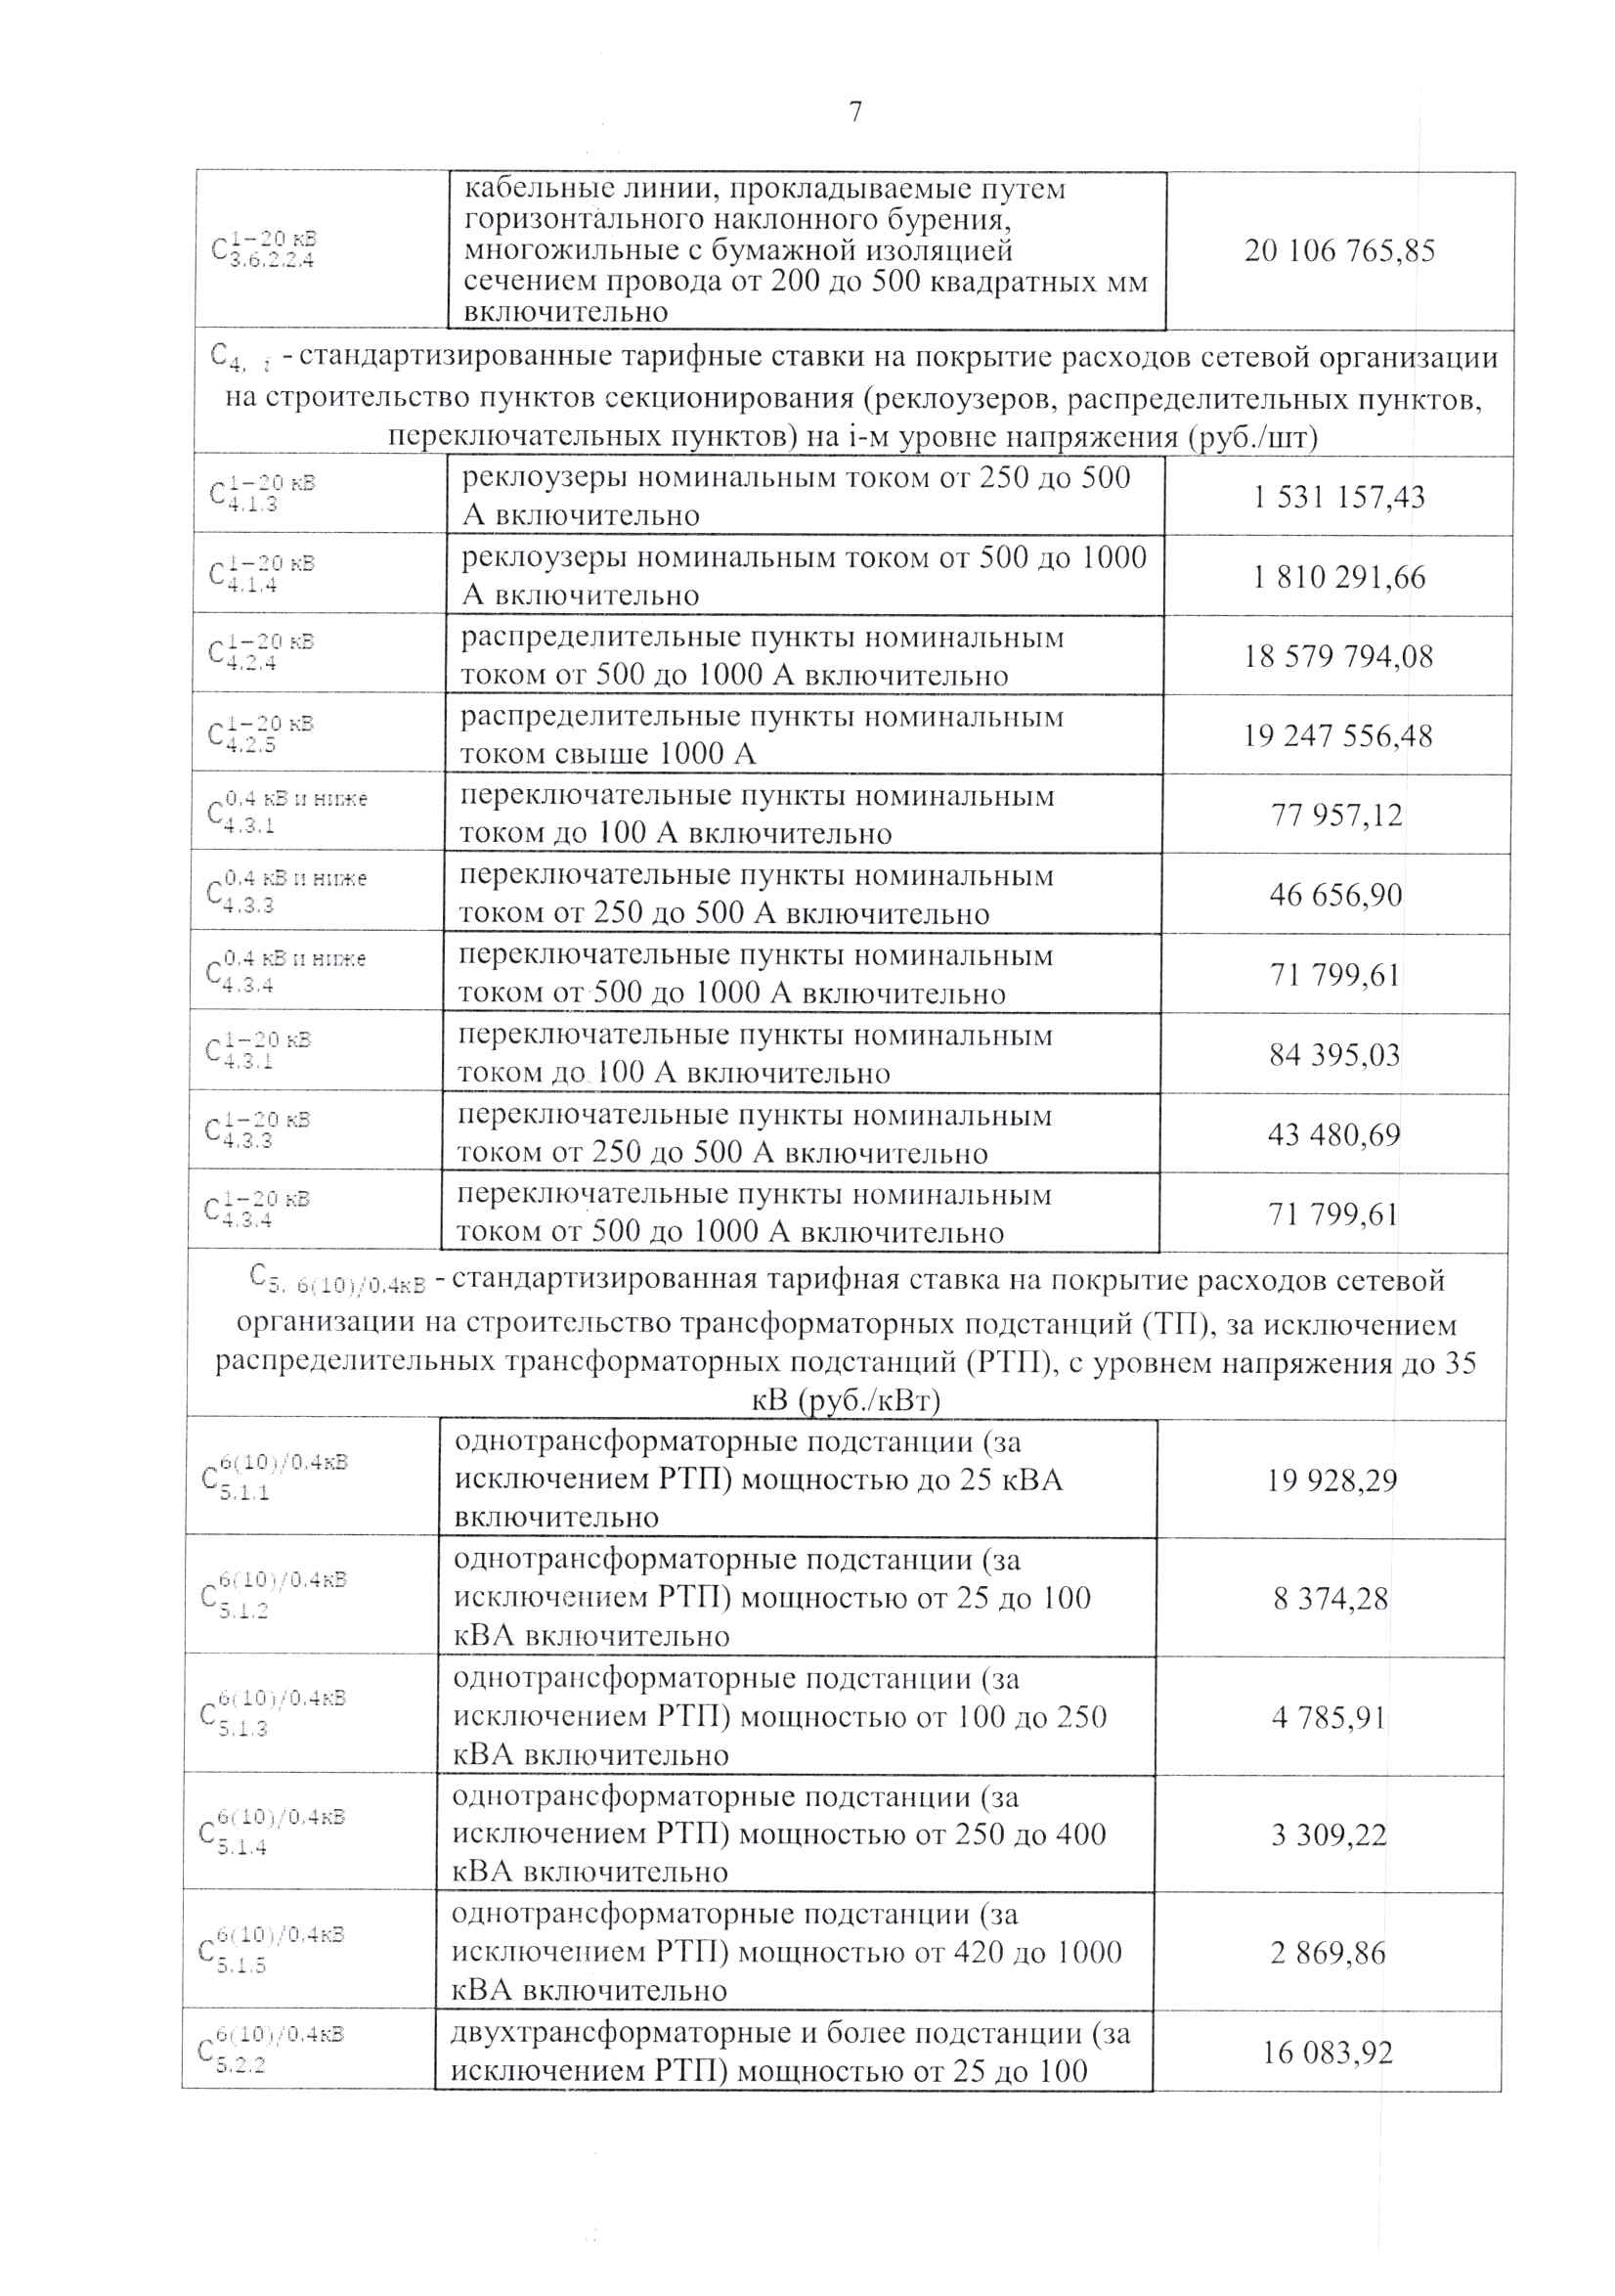 7
С 1–20 кВ 3.6.2.2.4
кабельные линии, прокладываемые путем
горизонтального наклонного бурения,
многожильные с бумажной изоляцией
сечением провода от 200 до 500 квадратных мм
включительно
20 106 765,85
С4, i - стандартизированные тарифные ставки на покрытие расходов сетевой организации
на строительство пунктов секционирования (реклоузеров, распределительных пунктов,
переключательных пунктов) на i-м уровне напряжения (руб./шт)
С 1–20 кВ 4.1.3
реклоузеры номинальным током от 250 до 500
А включительно
1 531 157,43
С 1–20 кВ 4.1.4
реклоузеры номинальным током от 500 до 1000
А включительно
1 810 291,66
С 1–20 кВ 4.2.4
распределительные пункты номинальным
током от 500 до 1000 А включительно
18 579 794,08
С 1–20 кВ 4.2.5
распределительные пункты номинальным
током свыше 1000 А
19 247 556,48
С 0,4 кВ и ниже 4.3.1
переключательные пункты номинальным
током до 100 А включительно
77 957,12
С 0,4 кВ и ниже 4.3.3
переключательные пункты номинальным
током от 250 до 500 А включительно
46 656,90
С 0,4 кВ и ниже 4.3.4
переключательные пункты номинальным
током от 500 до 1000 А включительно
71 799,61
С 1–20 кВ 4.3.1
переключательные пункты номинальным
током до 100 А включительно
84 395,03
С 1–20 кВ 4.3.3
переключательные пункты номинальным
током от 250 до 500 А включительно
43 480,69
С 1–20 кВ 4.3.4
переключательные пункты номинальным
током от 500 до 1000 А включительно
71 799,61
С5, 6(10)/0,4кВ - стандартизированная тарифная ставка на покрытие расходов сетевой
организации на строительство трансформаторных подстанций (ТП), за исключением
распределительных трансформаторных подстанций (РТП), с уровнем напряжения до 35
кВ (руб./кВт)
С 6(10)/0,4кВ 5.1.1
однотрансформаторные подстанции (за
исключением РТП) мощностью до 25 кВА
включительно
19 928,29
С 6(10)/0,4кВ 5.1.2
однотрансформаторные подстанции (за
исключением РТП) мощностью от 25 до 100
кВА включительно
8 374,28
С 6(10)/0,4кВ 5.1.3
однотрансформаторные подстанции (за
исключением РТП) мощностью от 100 до 250
кВА включительно
4 785,91
С 6(10)/0,4кВ 5.1.4
однотрансформаторные подстанции (за
исключением РТП) мощностью от 250 до 400
кВА включительно
3 309,22
С 6(10)/0,4кВ 5.1.5
однотрансформаторные подстанции (за
исключением РТП) мощностью от 420 до 1000
кВА включительно
2 869,86
С 6(10)/0,4кВ 5.2.2
двухтрансформаторные и более подстанции (за
исключением РТП) мощностью от 25 до 100
16 083,92